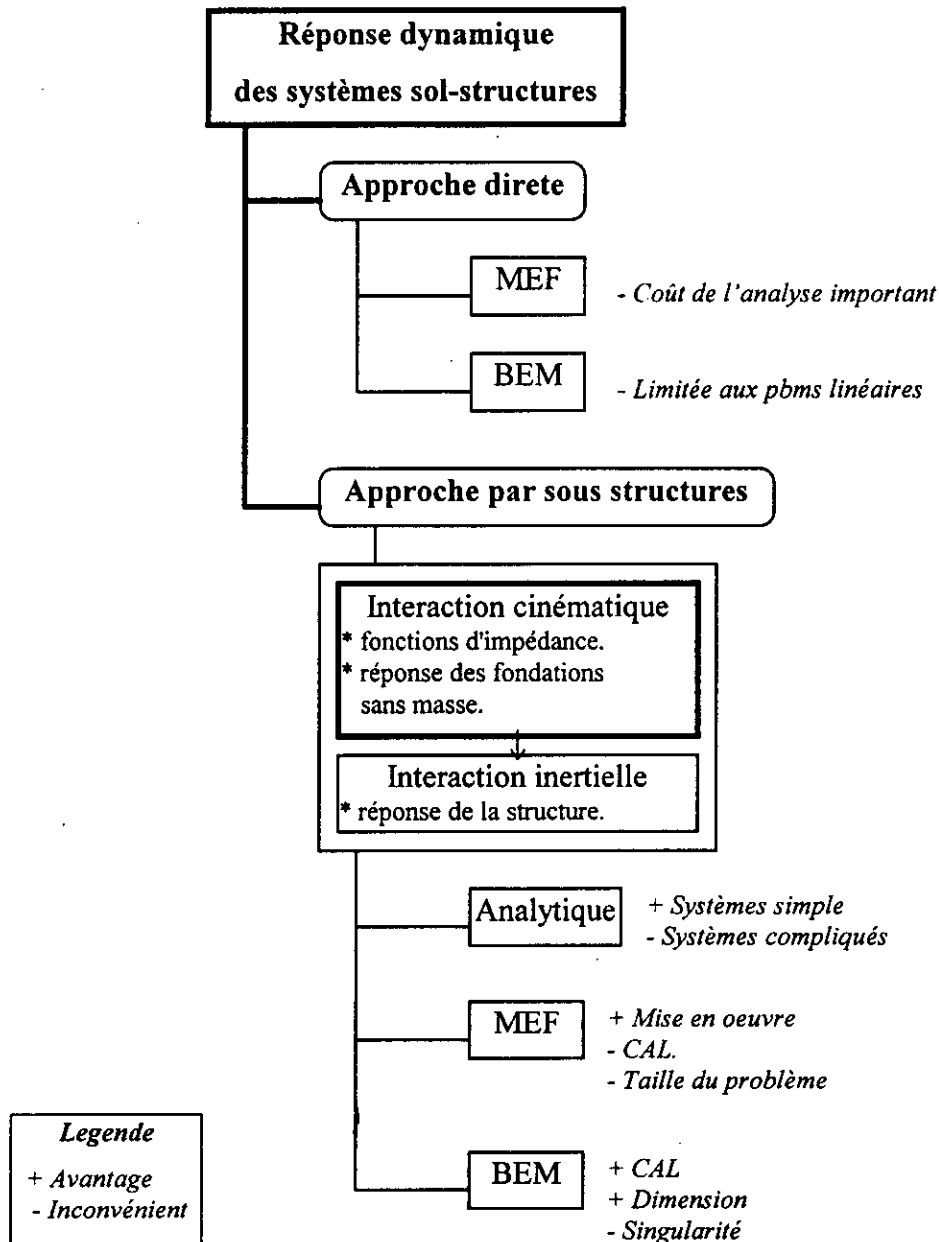 Réponse dynamique
des systèmes sol-structures
Approche direte
MEF
- Coût de l'analyse important
BEM
- Limitée aux pbms linéaires
Approche par sous structures
Interaction cinématique
* fonctions d'impédance.
* réponse des fondations
sans masse.
Interaction inertielle
* réponse de la structure.
Analytique
+ Systèmes simple
- Systèmes compliqués
MEF
+ Mise en oeuvre
- CAL.
- Taille du problème
BEM
+ CAL
+ Dimension
- Singularité
Legende
+ Avantage
- Inconvénient